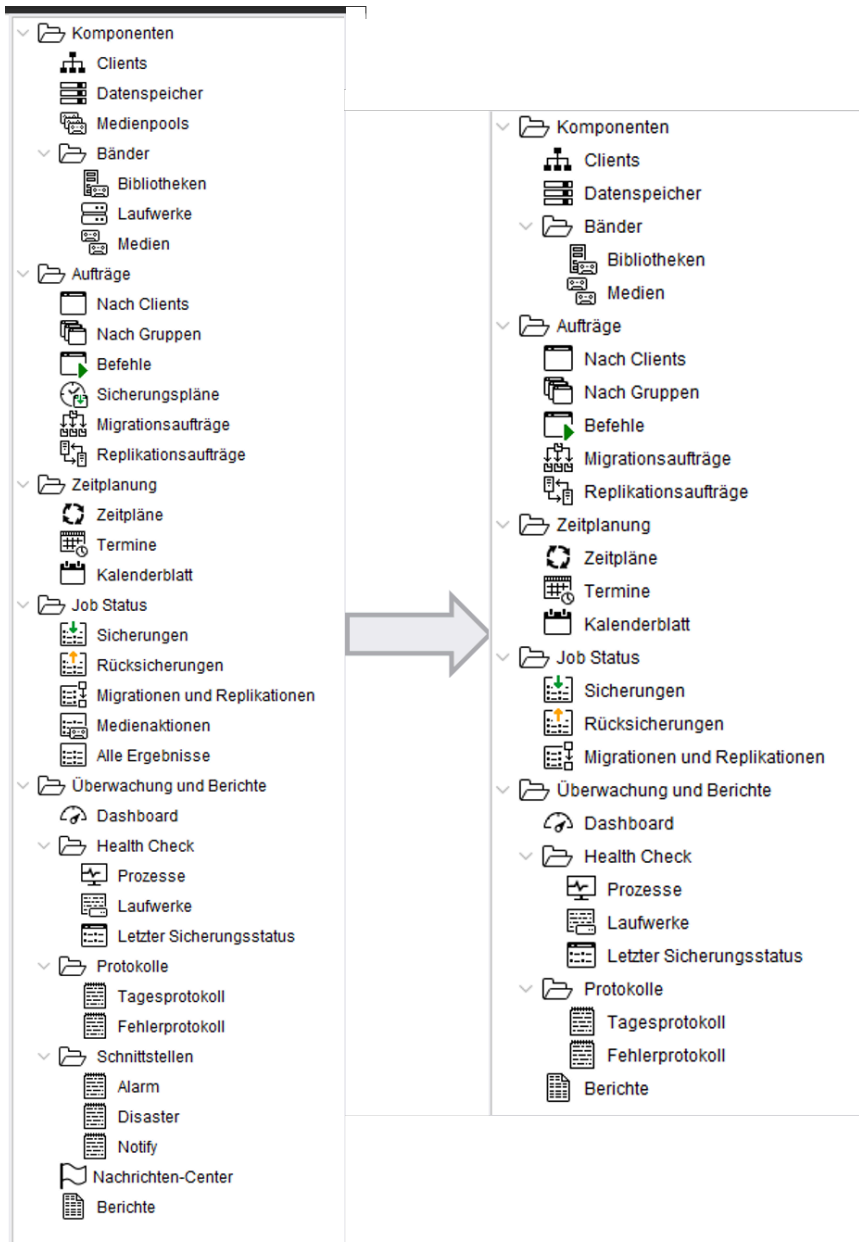 Komponenten
Clients
Datenspeicher
Medienpools
Bänder
Bibliotheken
Laufwerke
Medien
Aufträge
Nach Clients
Nach Gruppen
Befehle
Sicherungspläne
Migrationsaufträge
Replikationsaufträge
Zeitplanung
Zeitpläne
Termine
Kalenderblatt
Job Status
Sicherungen
Rücksicherungen
Migrationen und Replikationen
Medienaktionen
Alle Ergebnisse
Überwachung und Berichte
Dashboard
Health Check
Prozesse
Laufwerke
Letzter Sicherungsstatus
Protokolle
Tagesprotokoll
Fehlerprotokoll
Schnittstellen
Alarm
Disaster
Notify
Nachrichten-Center
Berichte
Komponenten
Clients
Datenspeicher
Bänder
Bibliotheken
Medien
Aufträge
Nach Clients
Nach Gruppen
Befehle
Migrationsaufträge
Replikationsaufträge
Zeitplanung
Zeitpläne
Termine
Kalenderblatt
Job Status
Sicherungen
Rücksicherungen
Migrationen und Replikationen
Überwachung und Berichte
Dashboard
Health Check
Prozesse
Laufwerke
Letzter Sicherungsstatus
Protokolle
Tagesprotokoll
Fehlerprotokoll
Berichte